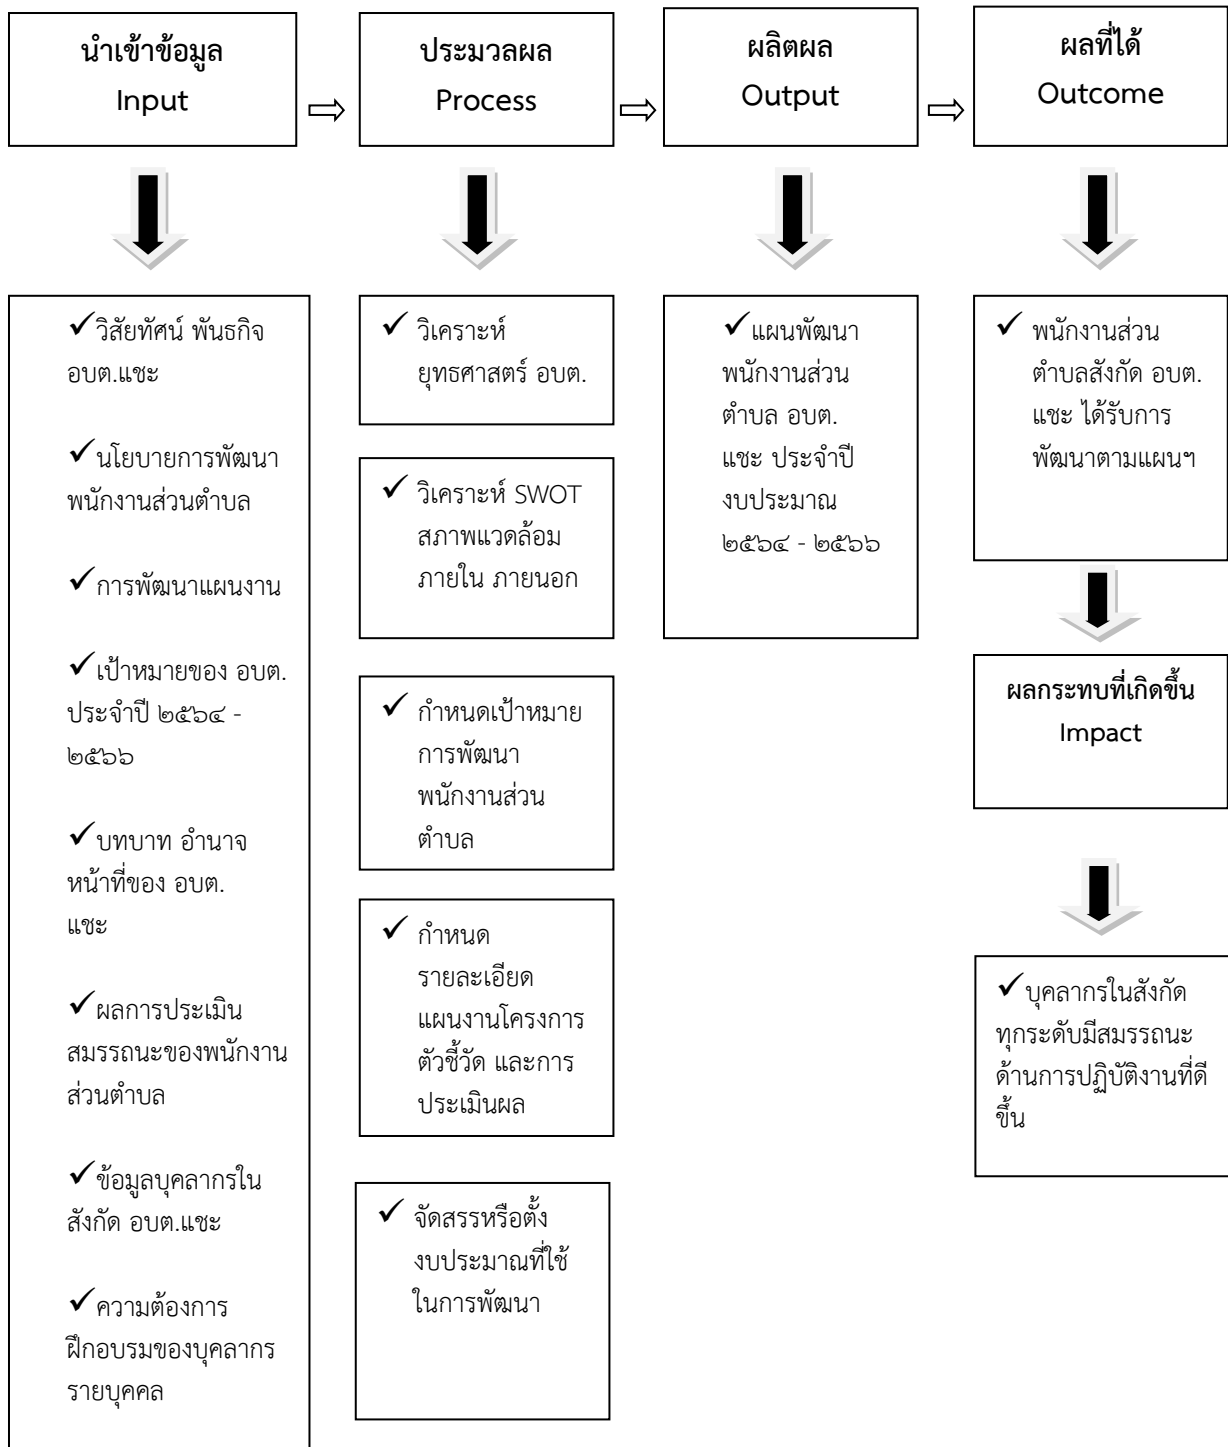 นำเข้าข้อมูล
Input
ประมวลผล
Process
ผลิตผล
Output
ผลที่ได้
Outcome
✓วิสัยทัศน์ พันธกิจ
อบต.แชะ
✓นโยบายการพัฒนา
พนักงานส่วนตำบล
✓การพัฒนาแผนงาน
✓เป้าหมายของ อบต.
ประจำปี ๒๕๖๔ -
๒๕๖๖
✓บทบาท อำนาจ
หน้าที่ของ อบต.
แชะ
✓ผลการประเมิน
สมรรถนะของพนักงาน
ส่วนตำบล
✓ข้อมูลบุคลากรใน
สังกัด อบต.แชะ
✓ความต้องการ
ฝึกอบรมของบุคลากร
รายบุคคล
✓ วิเคราะห์
ยุทธศาสตร์ อบต.
✓ วิเคราะห์ SWOT
สภาพแวดล้อม
ภายใน ภายนอก
✓ กำหนดเป้าหมาย
การพัฒนา
พนักงานส่วน
ตำบล
✓ กำหนด
รายละเอียด
แผนงานโครงการ
ตัวชี้วัด และการ
ประเมินผล
✓ จัดสรรหรือตั้ง
งบประมาณที่ใช้
ในการพัฒนา
✓แผนพัฒนา
พนักงานส่วน
ตำบล อบต.
แชะ ประจำปี
งบประมาณ
๒๕๖๔ - ๒๕๖๖
✓ พนักงานส่วน
ตำบลสังกัด อบต.
แชะ ได้รับการ
พัฒนาตามแผนฯ
ผลกระทบที่เกิดขึ้น
Impact
✓บุคลากรในสังกัด
ทุกระดับมีสมรรถนะ
ด้านการปฏิบัติงานที่ดี
ขึ้น